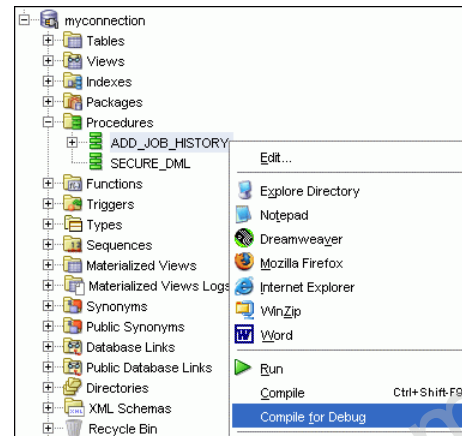 myconnection
Tables
Views
Indexes
Packages
Procedures
ADD_JOB_HISTORY
SECURE_DML
Functions
Triggers
Types
Sequences
Materialized Views
Materialized Views Logs
Synonyms
Public Synonyms
Database Links
Public Database Links
Directories
XML Schemas
Recycle Bin
Edit...
Explore Directory
Notepad
Dreamweaver
Mozilla Firefox
Internet Explorer
WinZip
W Word
Run
Compile Ctrl+Shift-F9
Compile for Debug